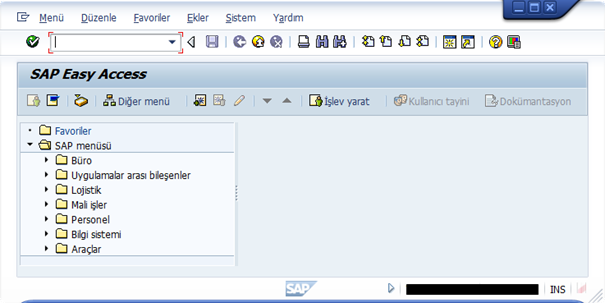 Menü Düzenle Favoriler Ekler Sistem Yardım
SAP Easy Access
Diğer menü İşlev yarat Kullanıcı tayini Dokümantasyon
Favoriler
SAP menüsü
Büro
Uygulamalar arası bileşenler
Lojistik
Mali işler
Personel
Bilgi sistemi
Araçlar
SAP INS